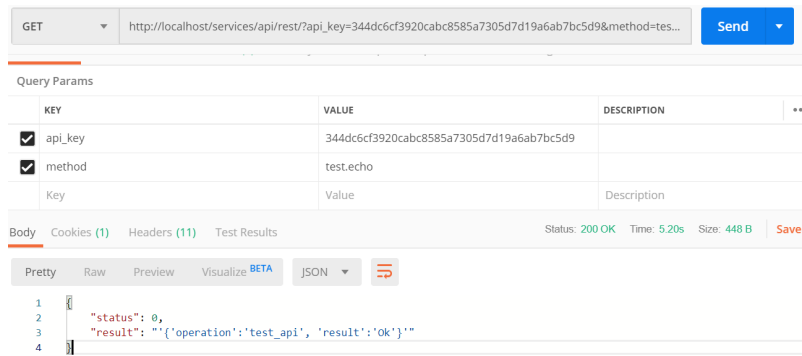 GET http://localhost/services/api/rest/?api_key=344dc6cf3920cabc8585a7305d7d19a6ab7bc5d9&method=tes... Send
Query Params
KEY VALUE DESCRIPTION
api_key 344dc6cf3920cabc8585a7305d7d19a6ab7bc5d9
method test.echo
Key Value Description
Body Cookies (1) Headers (11) Test Results Status: 200 OK Time: 5.20s Size: 448 B Save
Pretty Raw Preview Visualize BETA JSON
1 {
2 "status": 0,
3 "result": "'{'operation':'test_api', 'result':'Ok'}'"
4 }